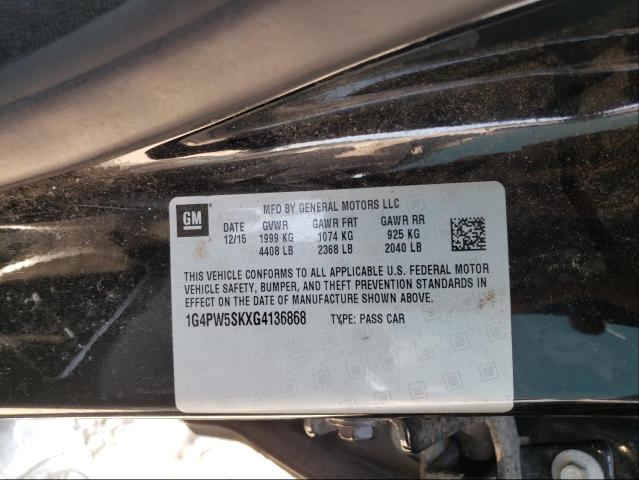 GM
MFD BY GENERAL MOTORS LLC
DATE GVWR GAWR FRT GAWR RR
12/15 1999 KG 1074 KG 925 KG
4408 LB 2368 LB 2040 LB
THIS VEHICLE CONFORMS TO ALL APPLICABLE U.S. FEDERAL MOTOR
VEHICLE SAFETY, BUMPER, AND THEFT PREVENTION STANDARDS IN
EFFECT ON THE DATE OF MANUFACTURE SHOWN ABOVE.
1G4PW5SKXG4136868 TYPE: PASS CAR